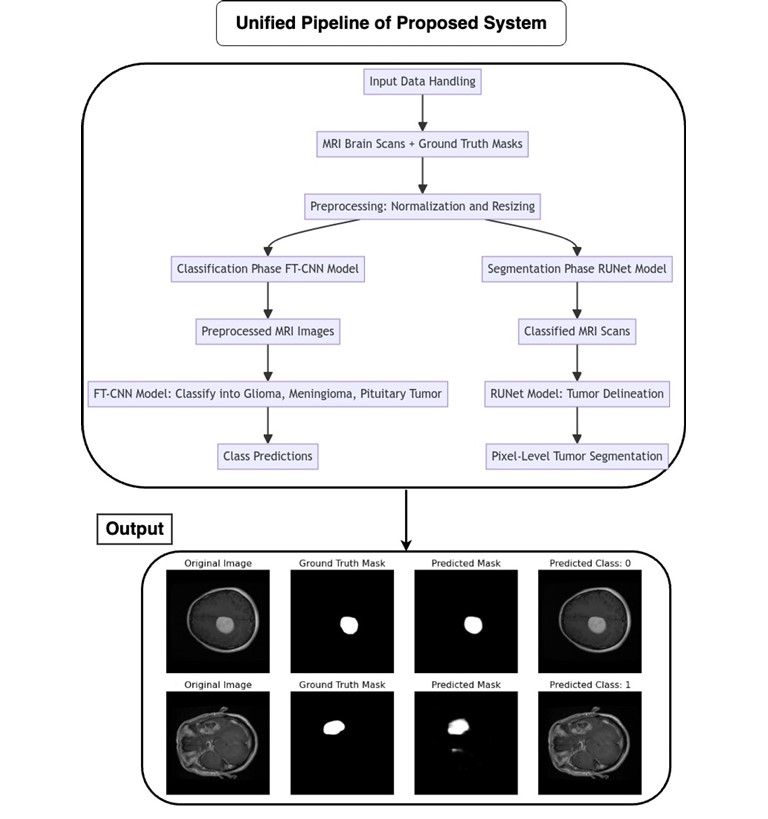 Unified Pipeline of Proposed System
Input Data Handling
MRI Brain Scans + Ground Truth Masks
Preprocessing: Normalization and Resizing
Classification Phase FT-CNN Model
Segmentation Phase RUNet Model
Preprocessed MRI Images
Classified MRI Scans
FT-CNN Model: Classify into Glioma, Meningioma, Pituitary Tumor
RUNet Model: Tumor Delineation
Class Predictions
Pixel-Level Tumor Segmentation
Output
Original Image
Ground Truth Mask
Predicted Mask
Predicted Class: 0
Original Image
Ground Truth Mask
Predicted Mask
Predicted Class: 1